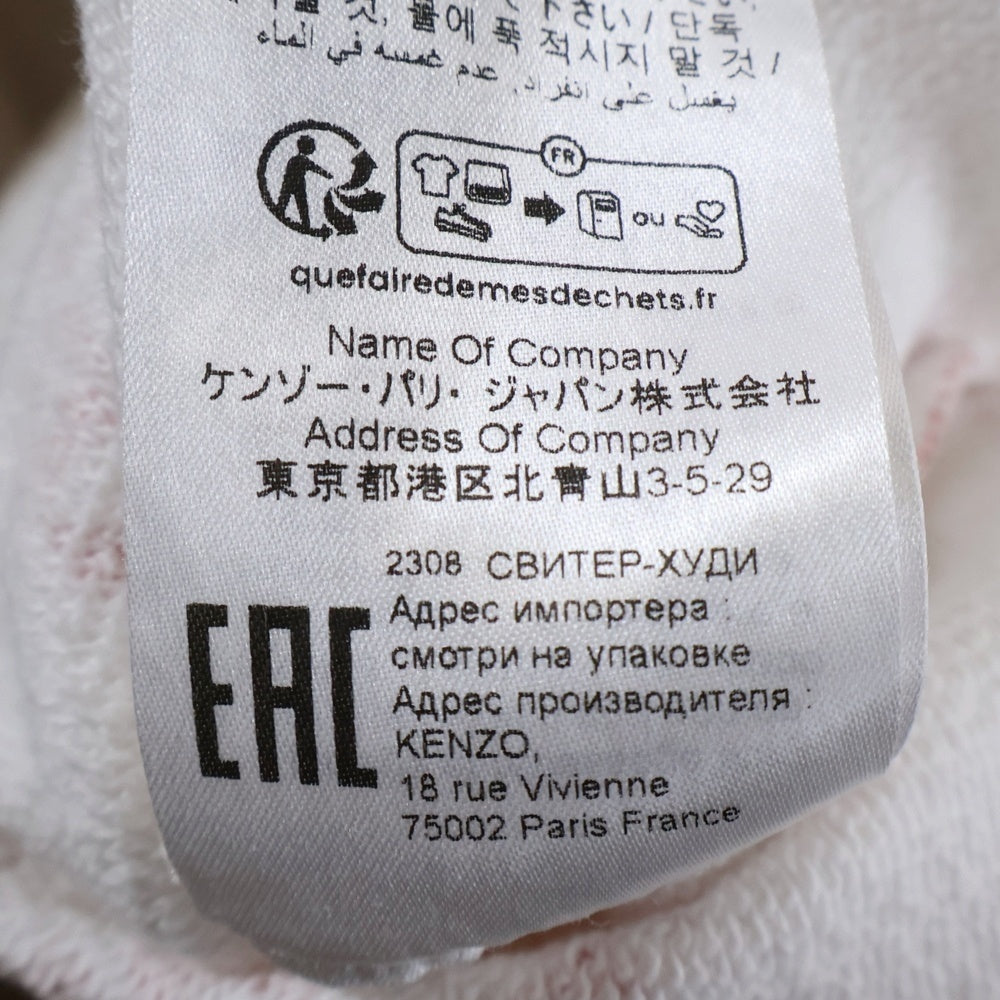 것, 물에 푹 적시지 말 것 /
下さい / 단독
يغسل على انفراد, عدم غمسه في الماء
FR
ou
quefairedemesdechets.fr
Name Of Company
ケンゾー・パリ・ジャパン株式会社
Address Of Company
東京都港区北青山3-5-29
2308 СВИТЕР-ХУДИ
EAC
Адрес импортера :
смотри на упаковке
Адрес производителя :
KENZO,
18 rue Vivienne
75002 Paris France